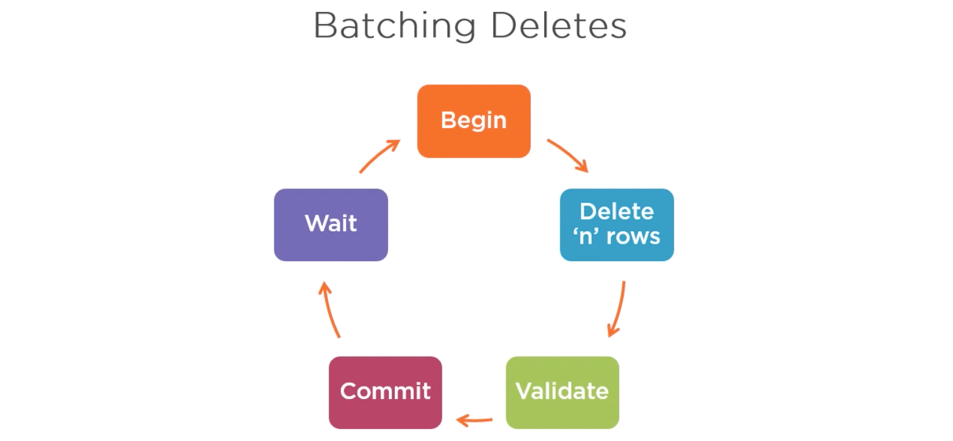 Batching Deletes
Begin
Delete
‘n’ rows
Validate
Commit
Wait